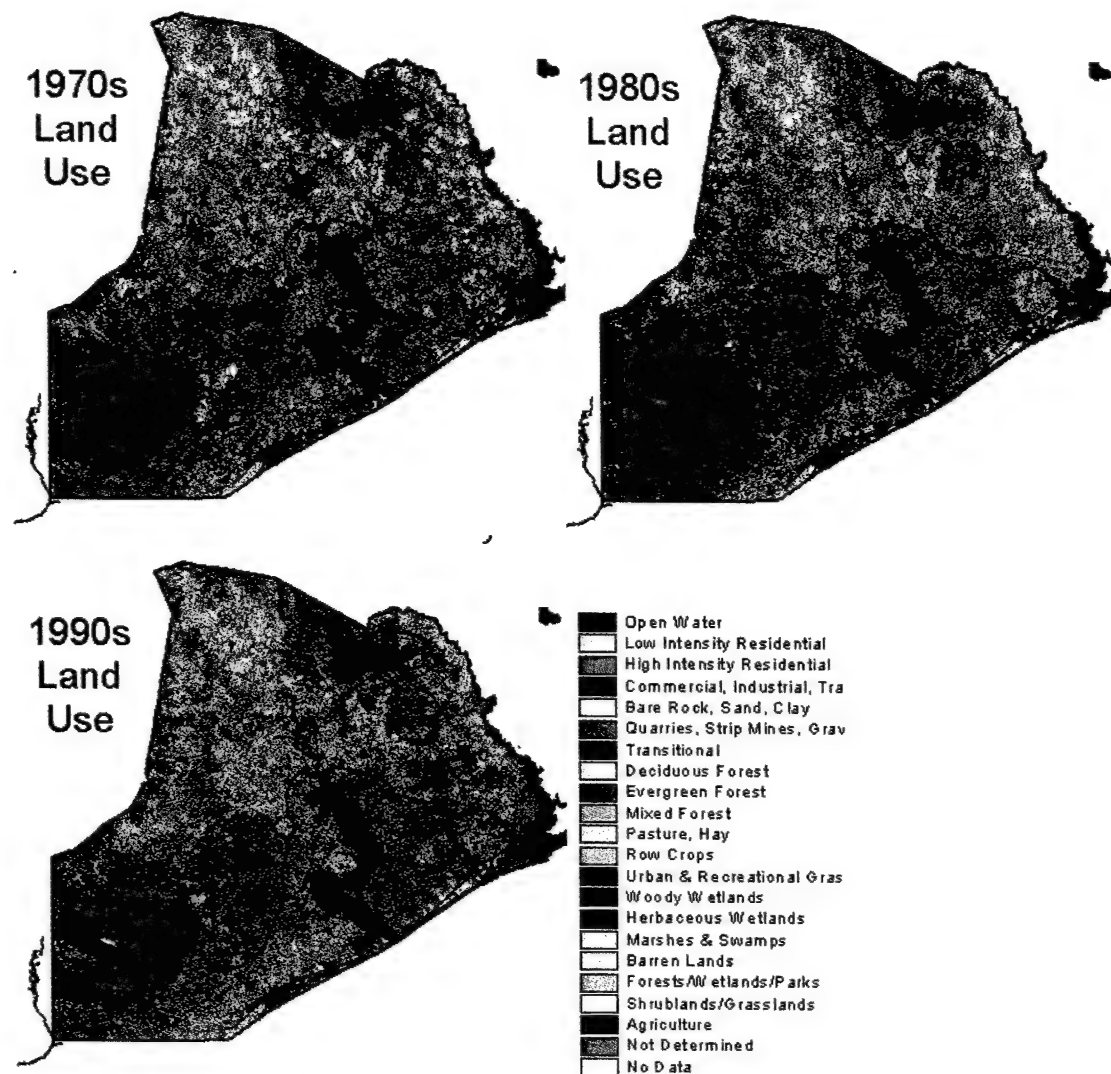 1970s
Land
Use
1980s
Land
Use
1990s
Land
Use
Open Water
Low Intensity Residential
High Intensity Residential
Commercial, Industrial, Tra
Bare Rock, Sand, Clay
Quarries, Strip Mines, Grav
Transitional
Deciduous Forest
Evergreen Forest
Mixed Forest
Pasture, Hay
Row Crops
Urban & Recreational Gras
Woody Wetlands
Herbaceous Wetlands
Marshes & Swamps
Barren Lands
Forests/Wetlands/Parks
Shrublands/Grasslands
Agriculture
Not Determined
No Data